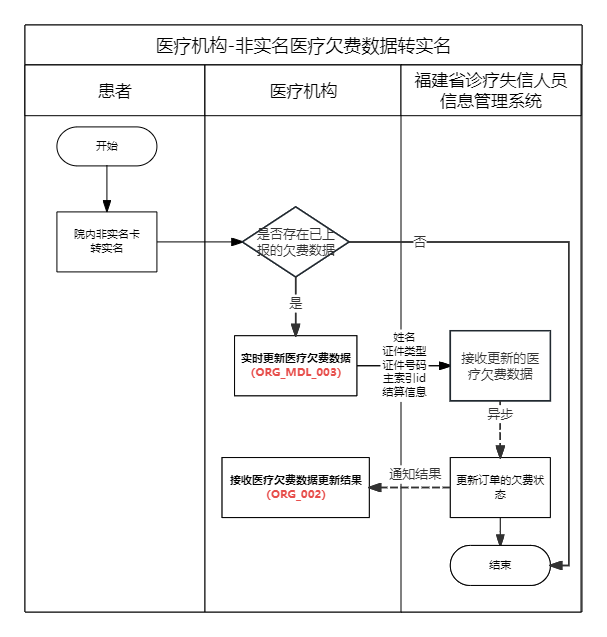 医疗机构-非实名医疗欠费数据转实名
患者
医疗机构
福建省诊疗失信人员
信息管理系统
开始
院内非实名卡
转实名
是否存在已上
报的欠费数据
否
是
实时更新医疗欠费数据
(ORG_MDL_003)
姓名
证件类型
证件号码
主索引id
结算信息
接收更新的医
疗欠费数据
异步
接收医疗欠费数据更新结果
(ORG_002)
通知结果
更新订单的欠费状
态
结束